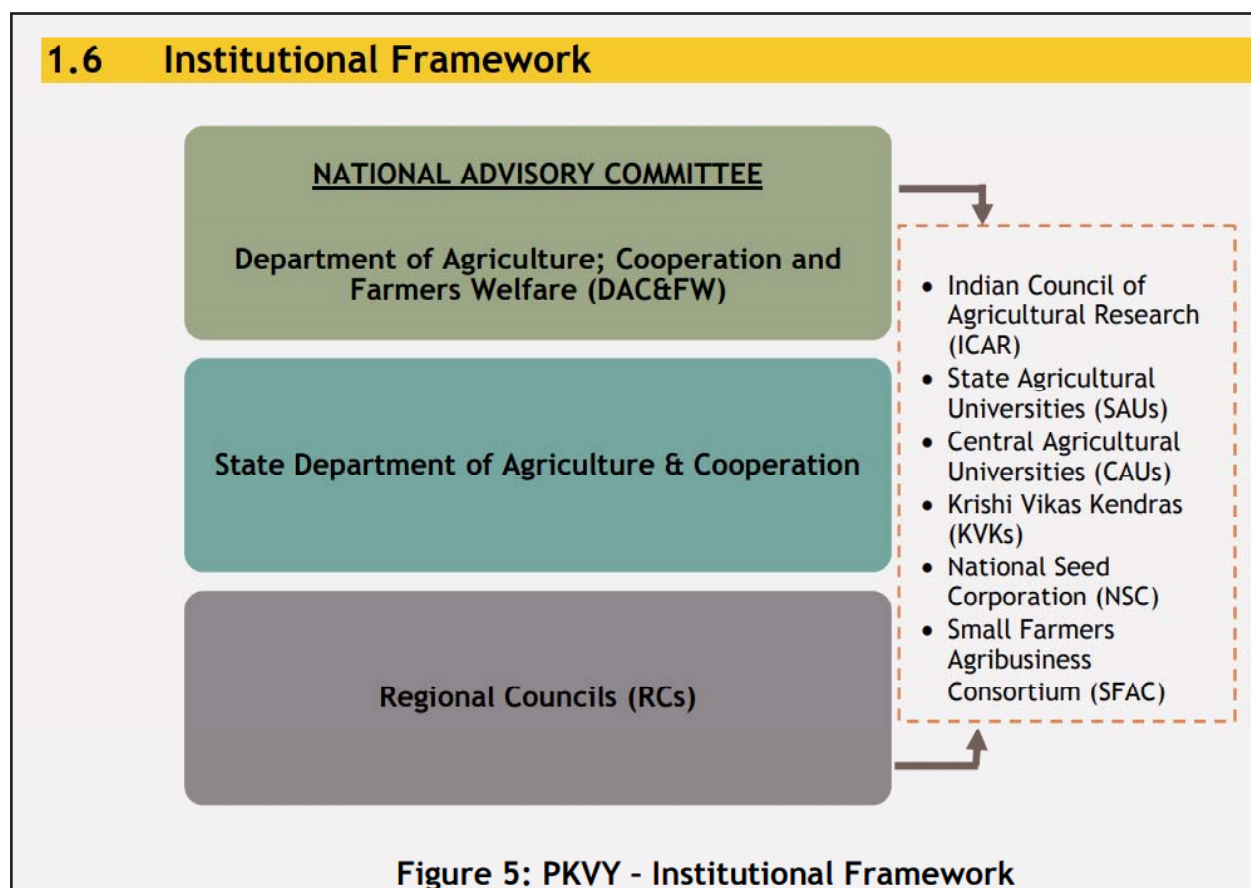 1.6 Institutional Framework
NATIONAL ADVISORY COMMITTEE
Department of Agriculture; Cooperation and
Farmers Welfare (DAC&FW)
State Department of Agriculture & Cooperation
Regional Councils (RCs)
• Indian Council of
Agricultural Research
(ICAR)
• State Agricultural
Universities (SAUs)
• Central Agricultural
Universities (CAUs)
• Krishi Vikas Kendras
(KVKs)
• National Seed
Corporation (NSC)
• Small Farmers
Agribusiness
Consortium (SFAC)
Figure 5: PKVY - Institutional Framework